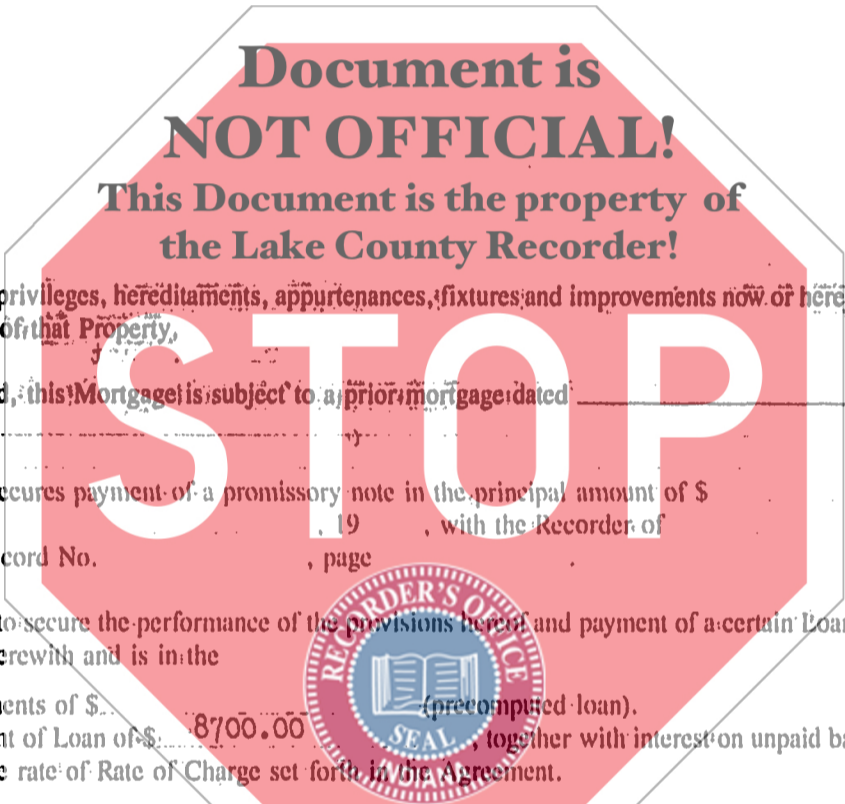 Document is
NOT OFFICIAL!
This Document is the property of
the Lake County Recorder!
privileges, hereditaments, appurtenances, fixtures and improvements now or here
of that Property,
STOP
d, this Mortgage is subject to a prior mortgage dated
ecures payment of a promissory note in the principal amount of $
, 19 , with the Recorder of
cord No. , page .
RECORDER'S OFFICE
to secure the performance of the provisions hereof and payment of a certain Loan
erewith and is in the
ents of $ (precomputed loan).
nt of Loan of $ 8700.00 , together with interest on unpaid ba
SEAL
e rate of Rate of Charge set forth in the Agreement.
INDIANA